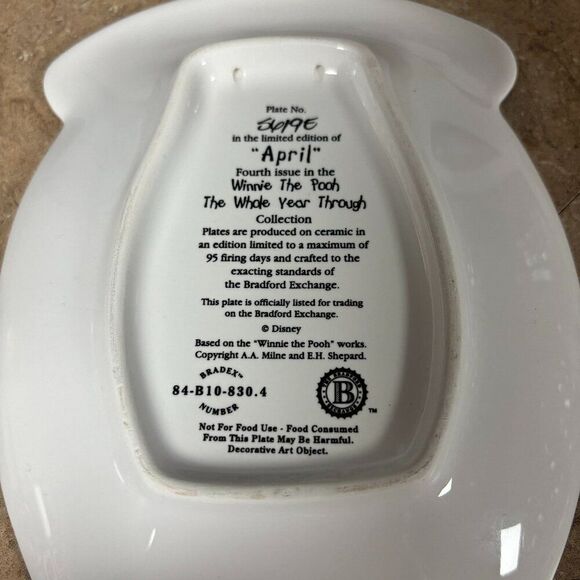 Plate No.
5619E
in the limited edition of
"April"
Fourth issue in the
Winnie The Pooh
The Whole Year Through
Collection
Plates are produced on ceramic in
an edition limited to a maximum of
95 firing days and crafted to the
exacting standards of
the Bradford Exchange.
This plate is officially listed for trading
on the Bradford Exchange.
© Disney
Based on the "Winnie the Pooh" works.
Copyright A.A. Milne and E.H. Shepard.
BRADEX™
84-B10-830.4
NUMBER
THE BRADFORD
B
EXCHANGE
™
Not For Food Use - Food Consumed
From This Plate May Be Harmful.
Decorative Art Object.